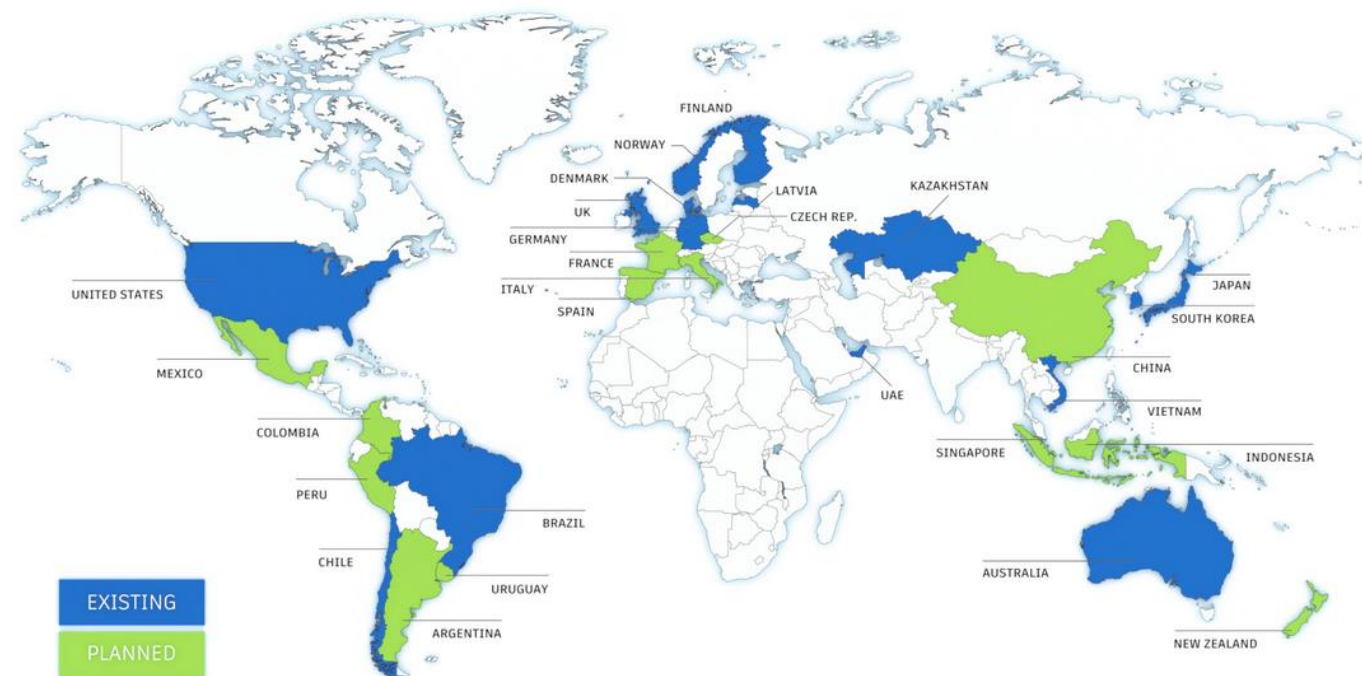 FINLAND
NORWAY
DENMARK
LATVIA
KAZAKHSTAN
UK
CZECH REP.
GERMANY
FRANCE
ITALY
JAPAN
UNITED STATES
SPAIN
SOUTH KOREA
MEXICO
CHINA
UAE
VIETNAM
COLOMBIA
SINGAPORE
INDONESIA
PERU
BRAZIL
CHILE
AUSTRALIA
URUGUAY
EXISTING
ARGENTINA
NEW ZEALAND
PLANNED